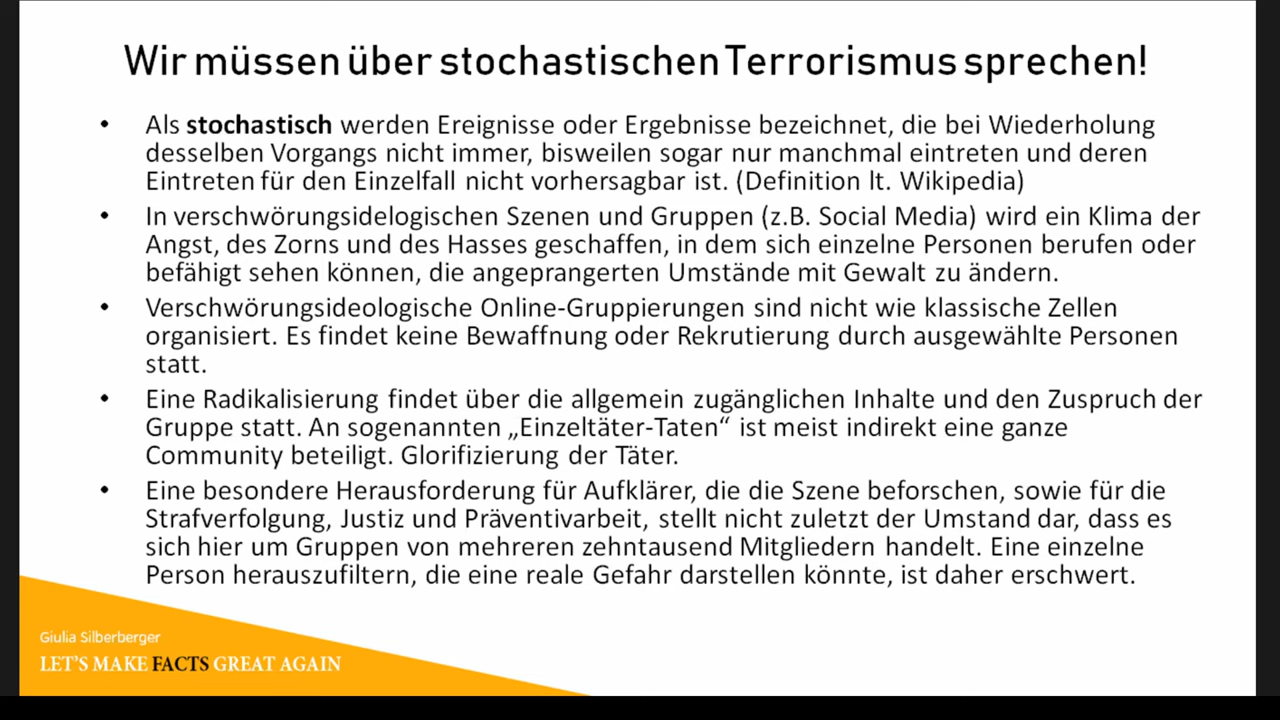 Wir müssen über stochastischen Terrorismus sprechen!
• Als stochastisch werden Ereignisse oder Ergebnisse bezeichnet, die bei Wiederholung
desselben Vorgangs nicht immer, bisweilen sogar nur manchmal eintreten und deren
Eintreten für den Einzelfall nicht vorhersagbar ist. (Definition lt. Wikipedia)
• In verschwörungsidelogischen Szenen und Gruppen (z.B. Social Media) wird ein Klima der
Angst, des Zorns und des Hasses geschaffen, in dem sich einzelne Personen berufen oder
befähigt sehen können, die angeprangerten Umstände mit Gewalt zu ändern.
• Verschwörungsideologische Online-Gruppierungen sind nicht wie klassische Zellen
organisiert. Es findet keine Bewaffnung oder Rekrutierung durch ausgewählte Personen
statt.
• Eine Radikalisierung findet über die allgemein zugänglichen Inhalte und den Zuspruch der
Gruppe statt. An sogenannten „Einzeltäter-Taten“ ist meist indirekt eine ganze
Community beteiligt. Glorifizierung der Täter.
• Eine besondere Herausforderung für Aufklärer, die die Szene beforschen, sowie für die
Strafverfolgung, Justiz und Präventivarbeit, stellt nicht zuletzt der Umstand dar, dass es
sich hier um Gruppen von mehreren zehntausend Mitgliedern handelt. Eine einzelne
Person herauszufiltern, die eine reale Gefahr darstellen könnte, ist daher erschwert.
Giulia Silberberger
LET'S MAKE FACTS GREAT AGAIN